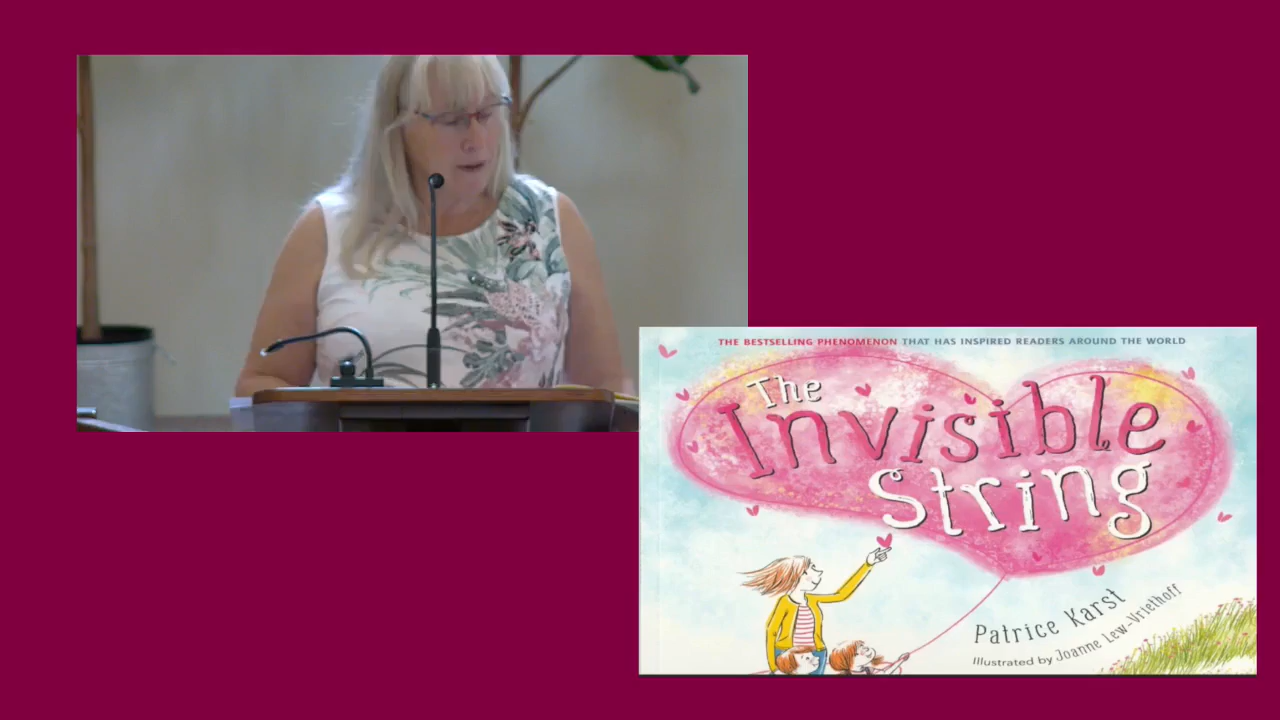 THE BESTSELLING PHENOMENON THAT HAS INSPIRED READERS AROUND THE WORLD
The
Invisible
String
Patrice Karst
Illustrated by Joanne Lew-Vriethoff